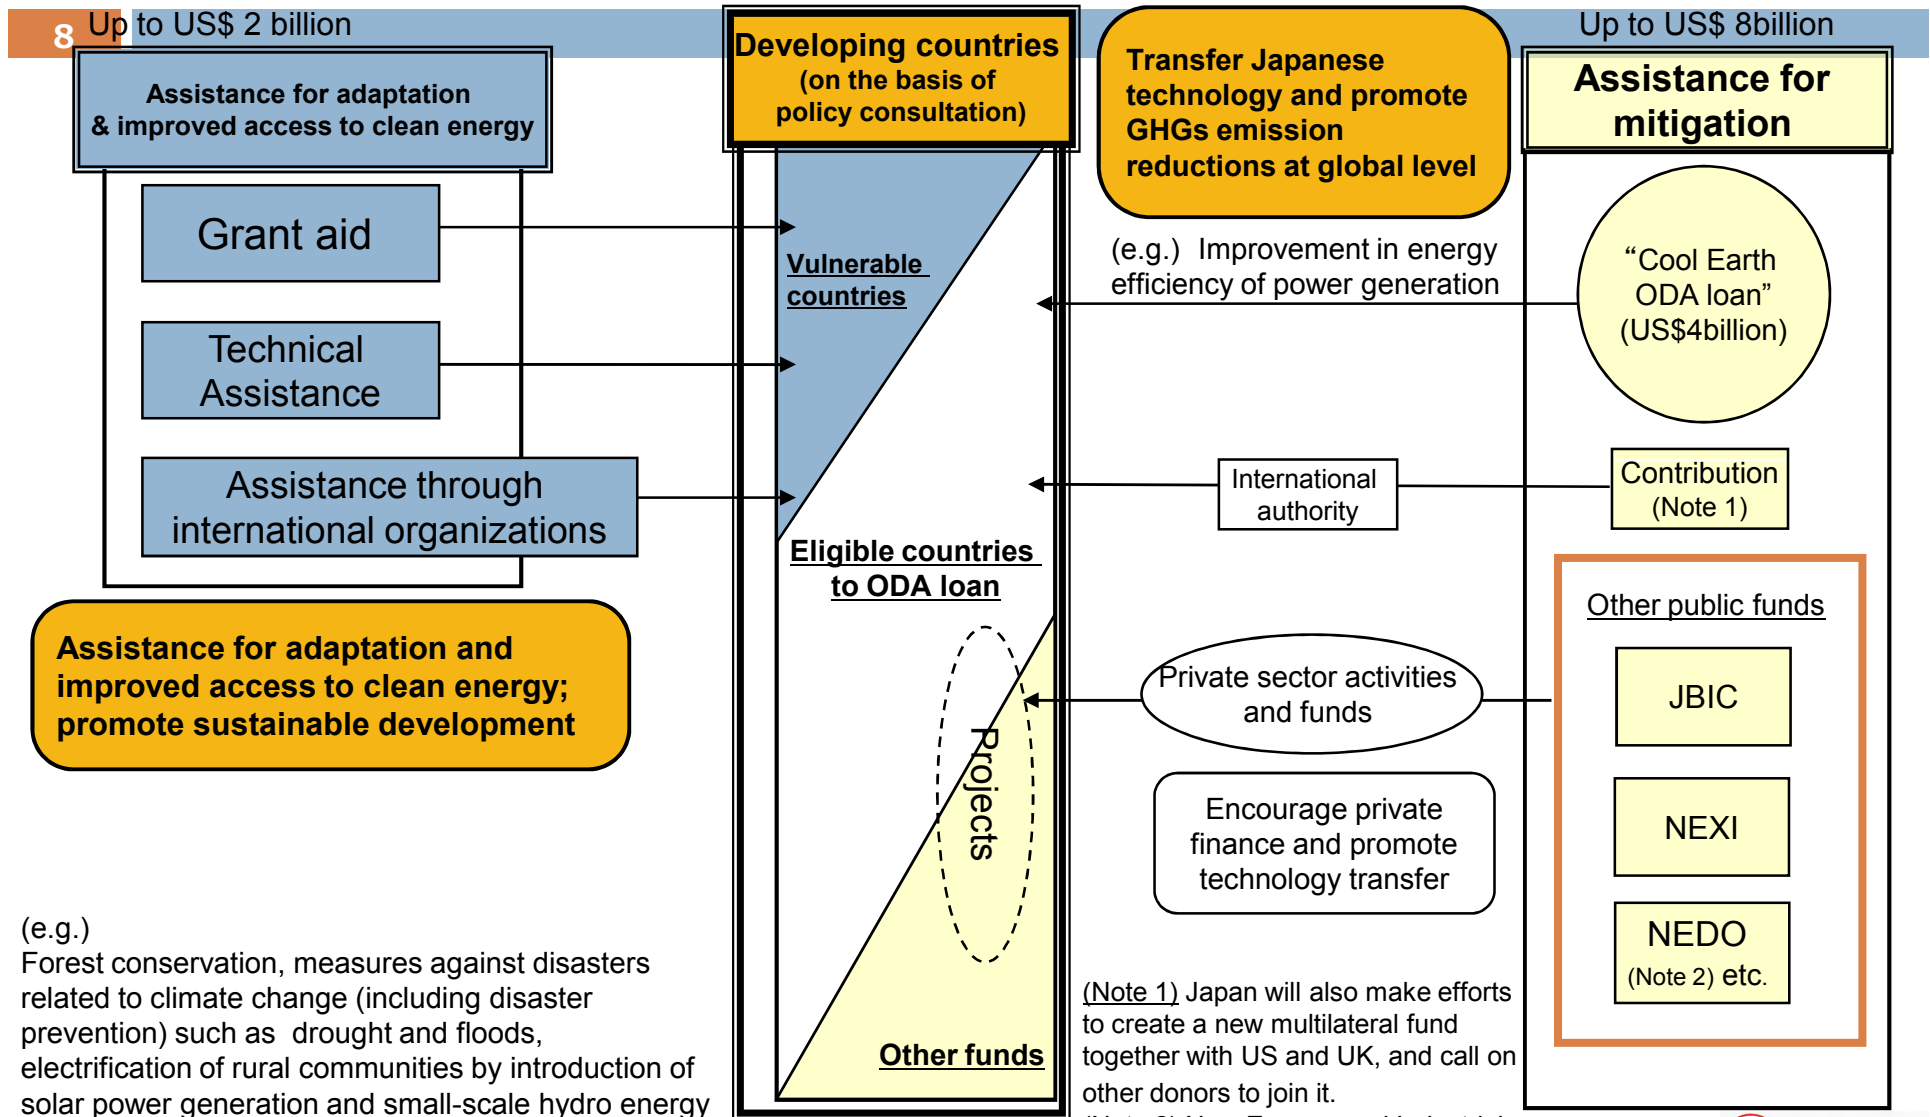 8
Up to US$ 2 billion
Assistance for adaptation
& improved access to clean energy
Grant aid
Technical
Assistance
Assistance through
international organizations
Assistance for adaptation and
improved access to clean energy;
promote sustainable development
(e.g.)
Forest conservation, measures against disasters
related to climate change (including disaster
prevention) such as drought and floods,
electrification of rural communities by introduction of
solar power generation and small-scale hydro energy
Developing countries
(on the basis of
policy consultation)
Vulnerable
countries
Eligible countries
to ODA loan
Projects
Other funds
Transfer Japanese
technology and promote
GHGs emission
reductions at global level
(e.g.) Improvement in energy
efficiency of power generation
International
authority
Private sector activities
and funds
Encourage private
finance and promote
technology transfer
(Note 1) Japan will also make efforts
to create a new multilateral fund
together with US and UK, and call on
other donors to join it.
Up to US$ 8billion
Assistance for
mitigation
“Cool Earth
ODA loan”
(US$4billion)
Contribution
(Note 1)
Other public funds
JBIC
NEXI
NEDO
(Note 2) etc.